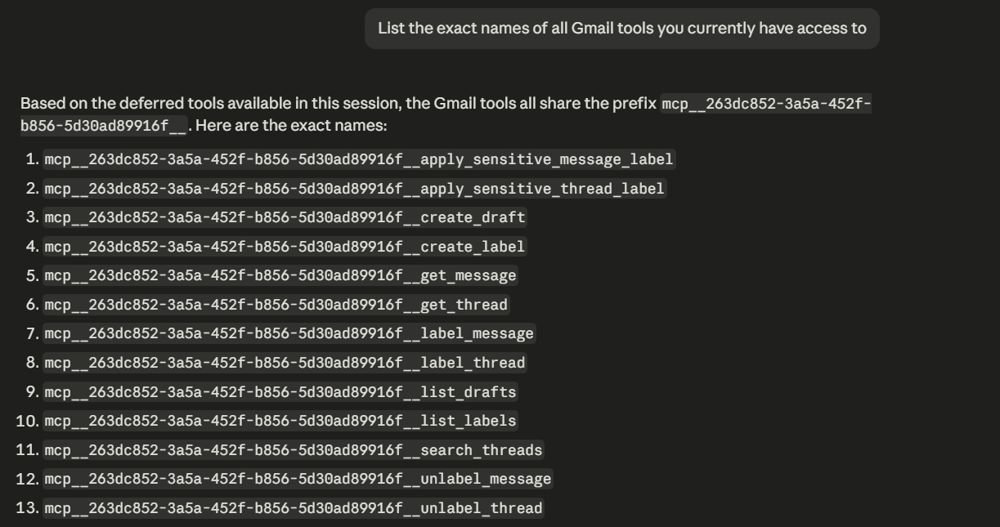 List the exact names of all Gmail tools you currently have access to
Based on the deferred tools available in this session, the Gmail tools all share the prefix mcp__263dc852-3a5a-452f-
b856-5d30ad89916f__. Here are the exact names:
1. mcp__263dc852-3a5a-452f-b856-5d30ad89916f__apply_sensitive_message_label
2. mcp__263dc852-3a5a-452f-b856-5d30ad89916f__apply_sensitive_thread_label
3. mcp__263dc852-3a5a-452f-b856-5d30ad89916f__create_draft
4. mcp__263dc852-3a5a-452f-b856-5d30ad89916f__create_label
5. mcp__263dc852-3a5a-452f-b856-5d30ad89916f__get_message
6. mcp__263dc852-3a5a-452f-b856-5d30ad89916f__get_thread
7. mcp__263dc852-3a5a-452f-b856-5d30ad89916f__label_message
8. mcp__263dc852-3a5a-452f-b856-5d30ad89916f__label_thread
9. mcp__263dc852-3a5a-452f-b856-5d30ad89916f__list_drafts
10. mcp__263dc852-3a5a-452f-b856-5d30ad89916f__list_labels
11. mcp__263dc852-3a5a-452f-b856-5d30ad89916f__search_threads
12. mcp__263dc852-3a5a-452f-b856-5d30ad89916f__unlabel_message
13. mcp__263dc852-3a5a-452f-b856-5d30ad89916f__unlabel_thread